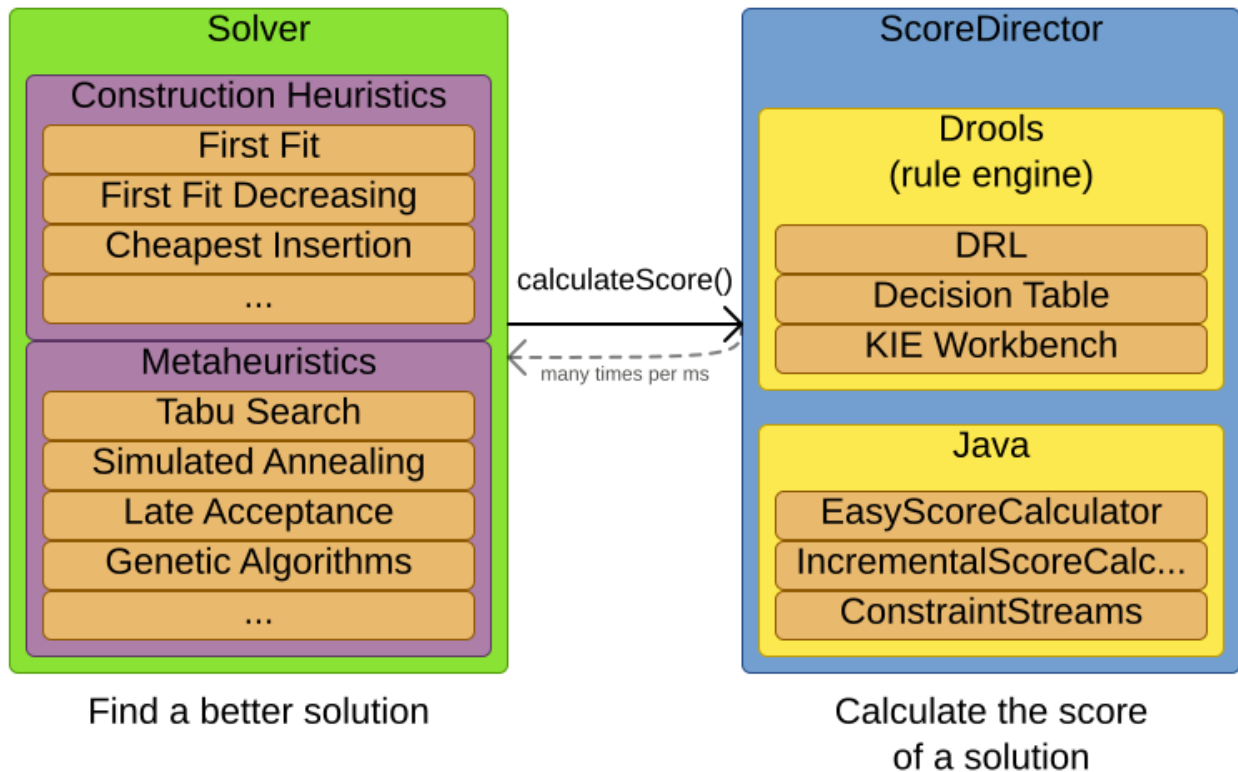 Solver
Construction Heuristics
First Fit
First Fit Decreasing
Cheapest Insertion
...
Metaheuristics
Tabu Search
Simulated Annealing
Late Acceptance
Genetic Algorithms
...
Find a better solution
calculateScore()
many times per ms
ScoreDirector
Drools
(rule engine)
DRL
Decision Table
KIE Workbench
Java
EasyScoreCalculator
IncrementalScoreCalc...
ConstraintStreams
Calculate the score
of a solution